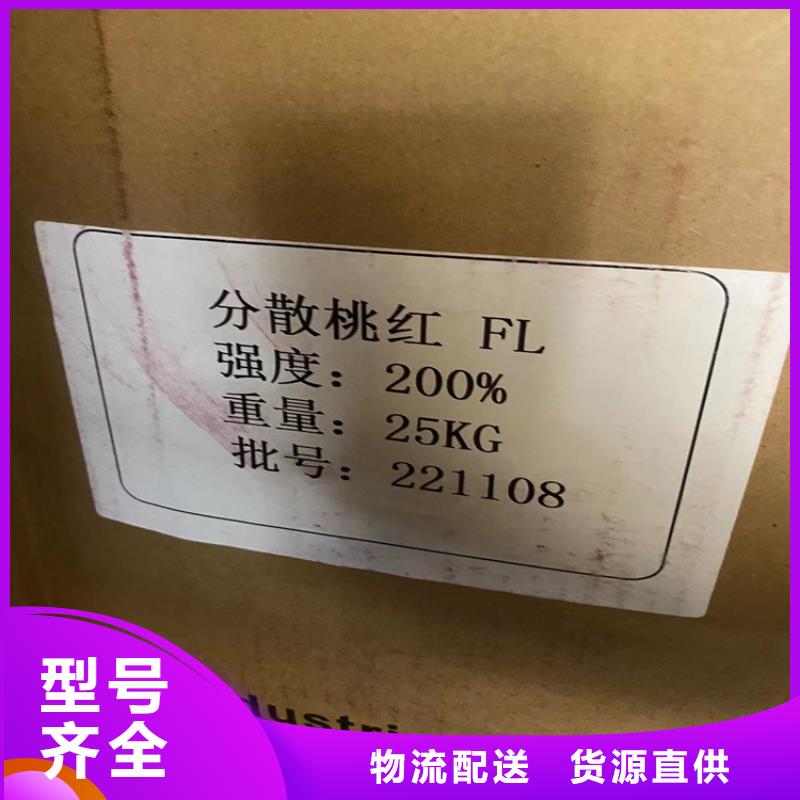 分散桃红 FL
强度：200%
重量：25KG
批号：221108
dustri
型号
齐全
物流配送 货源直供